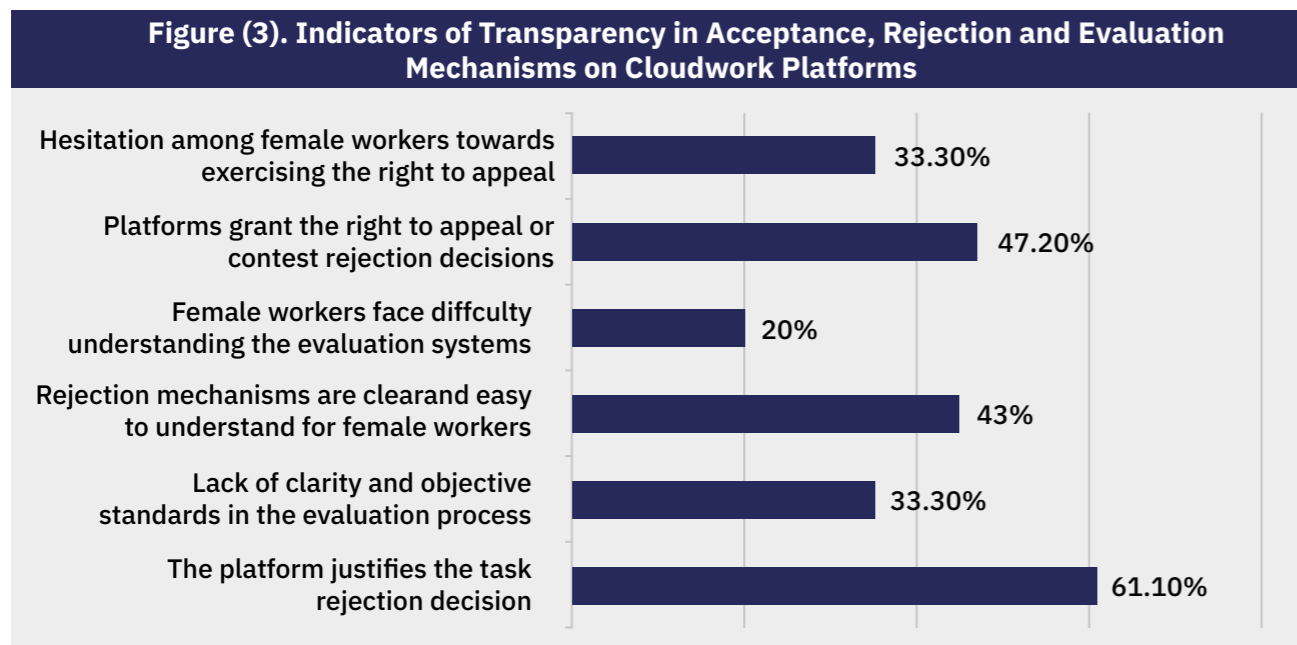 Figure (3). Indicators of Transparency in Acceptance, Rejection and Evaluation
Mechanisms on Cloudwork Platforms
Hesitation among female workers towards
exercising the right to appeal
33.30%
Platforms grant the right to appeal or
contest rejection decisions
47.20%
Female workers face diffculty
understanding the evaluation systems
20%
Rejection mechanisms are clearand easy
to understand for female workers
43%
Lack of clarity and objective
standards in the evaluation process
33.30%
The platform justifies the task
rejection decision
61.10%